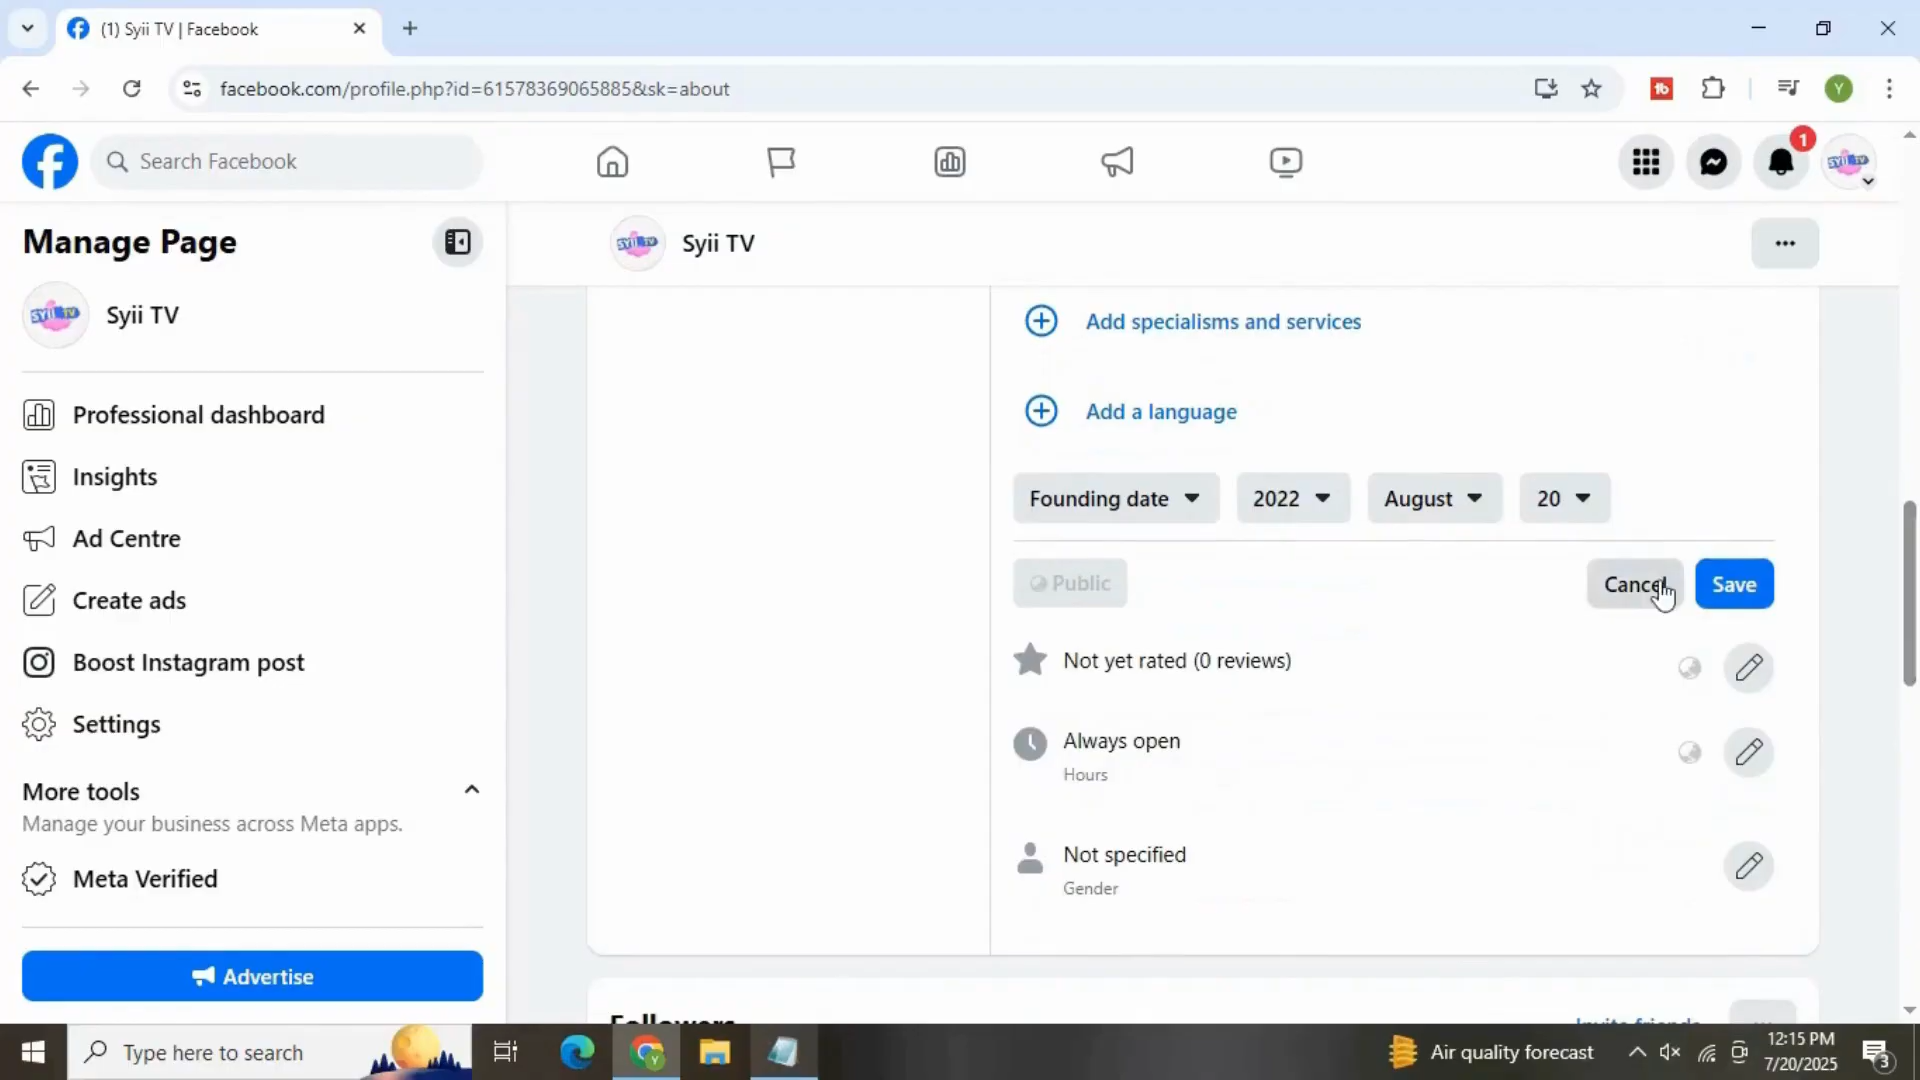 (1) Syii TV | Facebook
facebook.com/profile.php?id=61578369065885&sk=about
Y
Search Facebook
1
Manage Page
Syii TV
Syii TV
Professional dashboard
Insights
Ad Centre
Create ads
Boost Instagram post
Settings
More tools
Manage your business across Meta apps.
Meta Verified
Advertise
Add specialisms and services
Add a language
Founding date 2022 August 20
Public Cancel Save
Not yet rated (0 reviews)
Always open
Hours
Not specified
Gender
Followers Invite friends
Type here to search
Air quality forecast
12:15 PM
7/20/2025
3